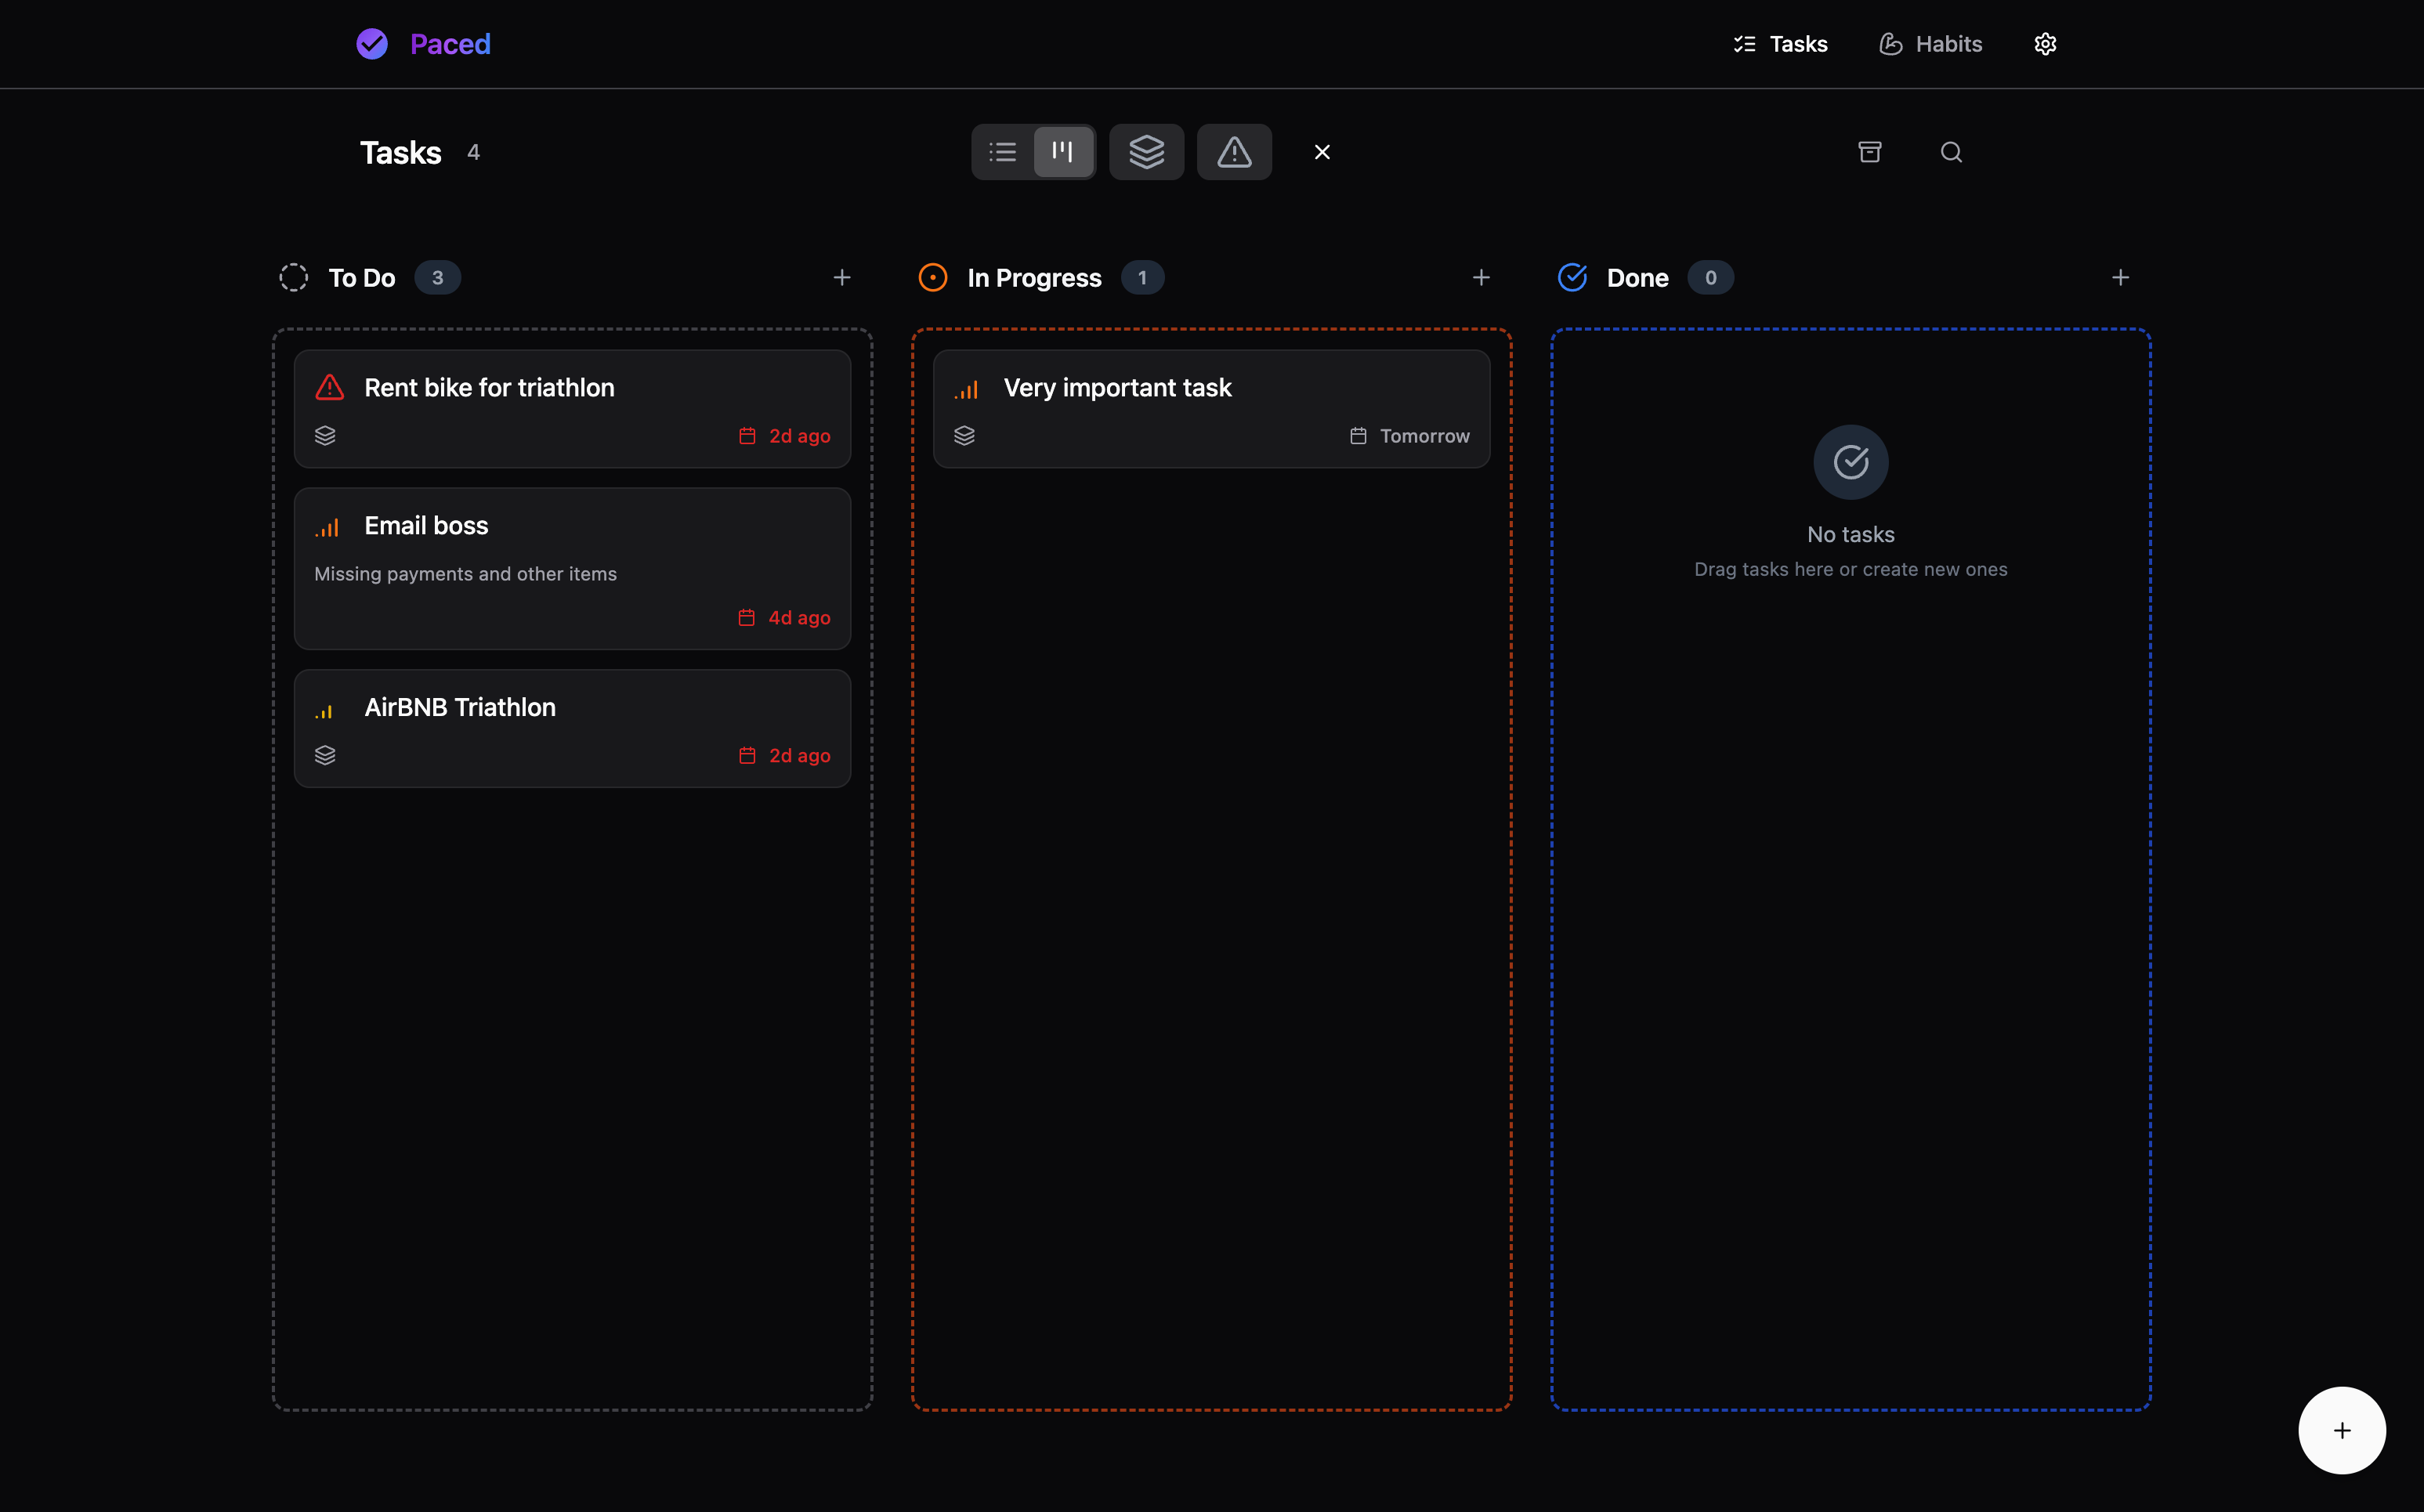 Paced
Tasks
Habits
Tasks 4
To Do 3
Rent bike for triathlon
2d ago
Email boss
Missing payments and other items
4d ago
AirBNB Triathlon
2d ago
In Progress 1
Very important task
Tomorrow
Done 0
No tasks
Drag tasks here or create new ones